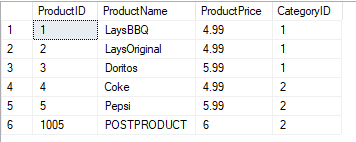 ProductID ProductName ProductPrice CategoryID
1 1 LaysBBQ 4.99 1
2 2 LaysOriginal 4.99 1
3 3 Doritos 5.99 1
4 4 Coke 4.99 2
5 5 Pepsi 5.99 2
6 1005 POSTPRODUCT 6 2